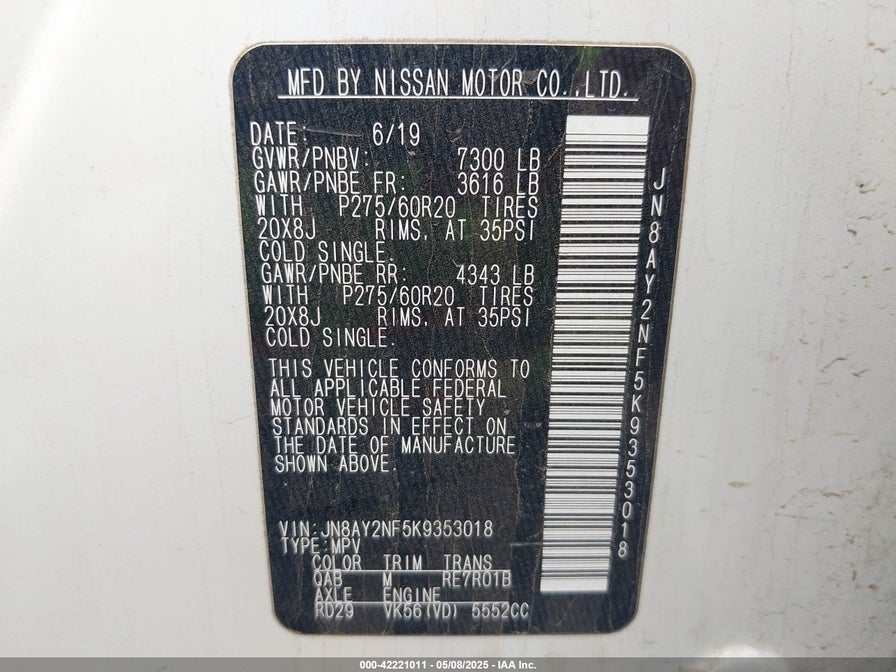 MFD BY NISSAN MOTOR CO.,LTD.
DATE: 6/19
GVWR/PNBV: 7300 LB
GAWR/PNBE FR: 3616 LB
WITH P275/60R20 TIRES
20X8J RIMS, AT 35PSI
COLD SINGLE.
GAWR/PNBE RR: 4343 LB
WITH P275/60R20 TIRES
20X8J RIMS, AT 35PSI
COLD SINGLE.
THIS VEHICLE CONFORMS TO
ALL APPLICABLE FEDERAL
MOTOR VEHICLE SAFETY
STANDARDS IN EFFECT ON
THE DATE OF MANUFACTURE
SHOWN ABOVE.
VIN:JN8AY2NF5K9353018
TYPE:MPV
COLOR TRIM TRANS
QAB M RE7R01B
AXLE ENGINE
RD29 VK56(VD) 5552CC
JN8AY2NF5K9353018
000-42221011 - 05/08/2025 - IAA Inc.